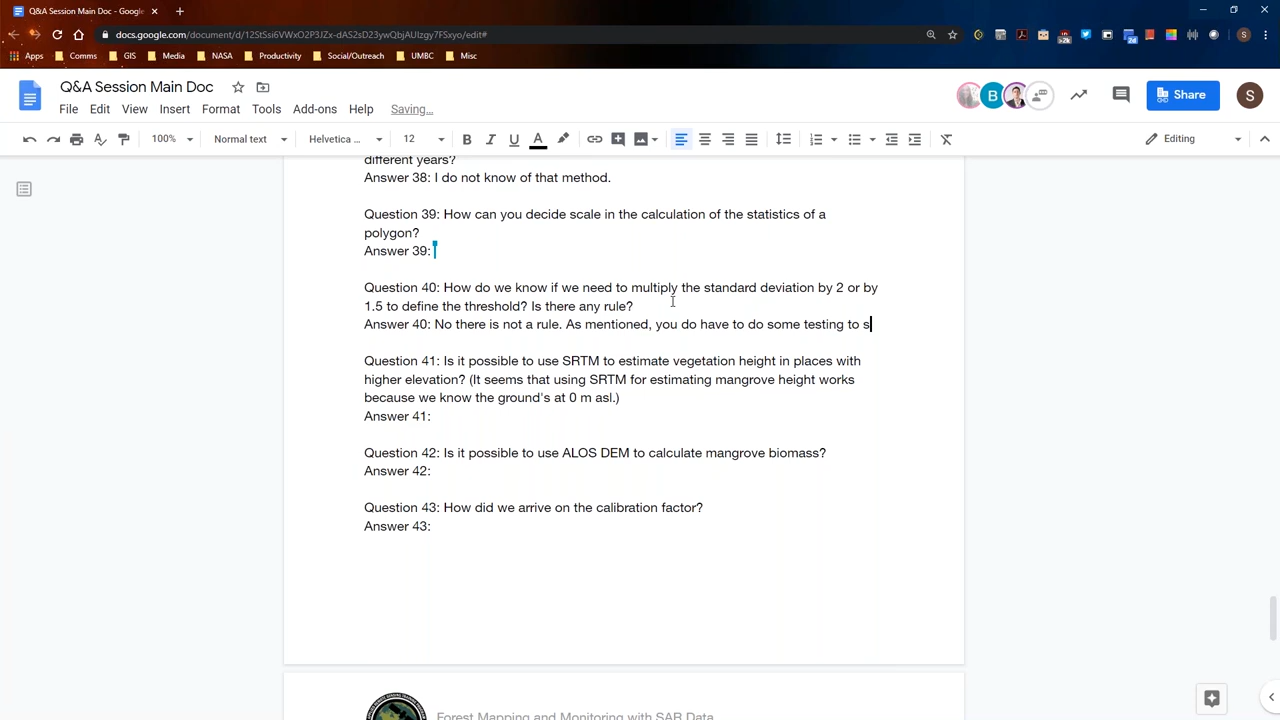 Q&A Session Main Doc - Google
docs.google.com/document/d/12StSsi6VWxO2P3JZx-dAS2sD23ywQbjAUIzgy7FSxyo/edit#
Apps Comms GIS Media NASA Productivity Social/Outreach UMBC Misc
Q&A Session Main Doc
File Edit View Insert Format Tools Add-ons Help Saving...
B Share S
100% Normal text Helvetica ... 12 B I U A Editing
different years?
Answer 38: I do not know of that method.
Question 39: How can you decide scale in the calculation of the statistics of a
polygon?
Answer 39:
Question 40: How do we know if we need to multiply the standard deviation by 2 or by
1.5 to define the threshold? Is there any rule?
Answer 40: No there is not a rule. As mentioned, you do have to do some testing to s
Question 41: Is it possible to use SRTM to estimate vegetation height in places with
higher elevation? (It seems that using SRTM for estimating mangrove height works
because we know the ground's at 0 m asl.)
Answer 41:
Question 42: Is it possible to use ALOS DEM to calculate mangrove biomass?
Answer 42:
Question 43: How did we arrive on the calibration factor?
Answer 43:
Forest Mapping and Monitoring with SAR Data